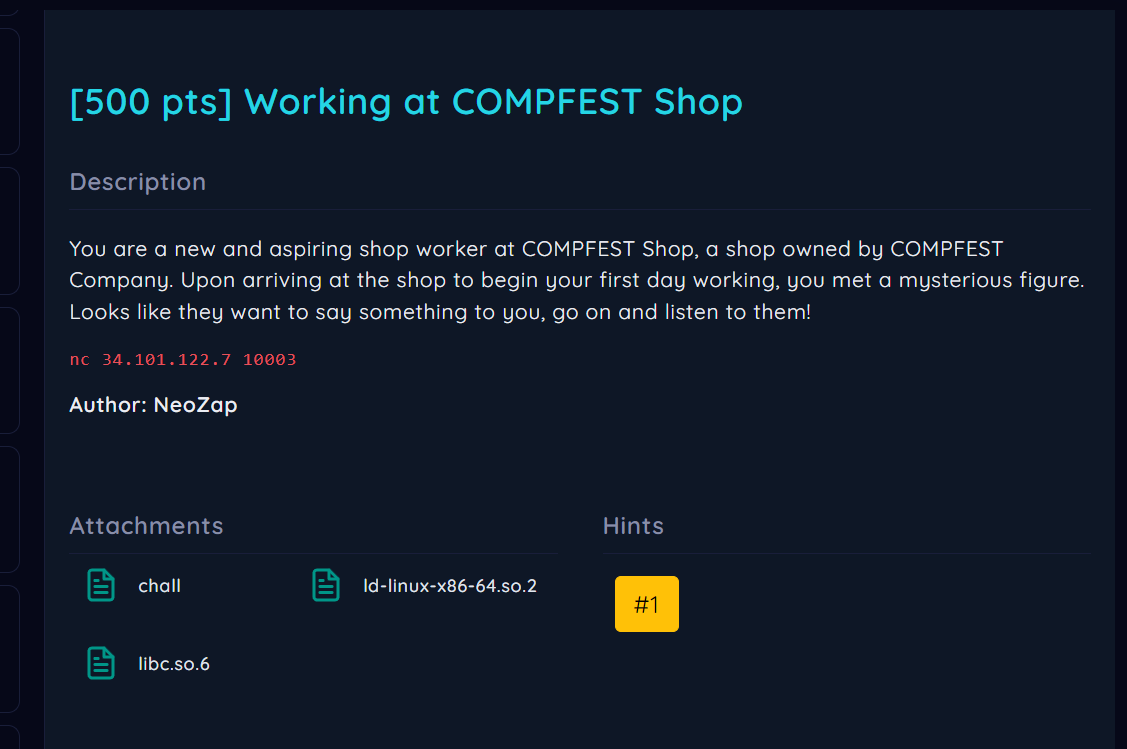 [500 pts] Working at COMPFEST Shop
Description
You are a new and aspiring shop worker at COMPFEST Shop, a shop owned by COMPFEST
Company. Upon arriving at the shop to begin your first day working, you met a mysterious figure.
Looks like they want to say something to you, go on and listen to them!
nc 34.101.122.7 10003
Author: NeoZap
Attachments
Hints
chall
ld-linux-x86-64.so.2
#1
libc.so.6